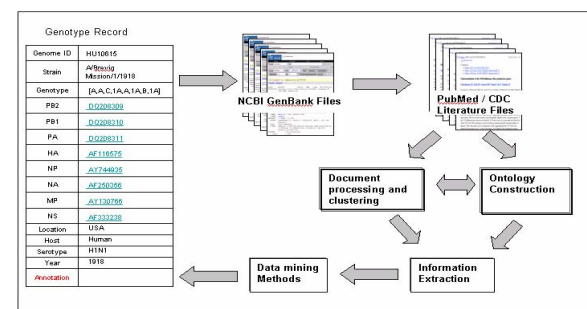 Genotype Record
Genome ID HU10615
Strain A/Brevig Mission/1/1918
Genotype [A,A,C,1A,A,1A,B,1A]
PB2 DQ208309
PB1 DQ208310
PA DQ208311
HA AF116575
NP AY744935
NA AF250356
MP AY130766
NS AF333238
Location USA
Host Human
Serotype H1N1
Year 1918
Annotation
NCBI GenBank Files
PubMed / CDC
Literature Files
Document
processing and
clustering
Ontology
Construction
Data mining
Methods
Information
Extraction